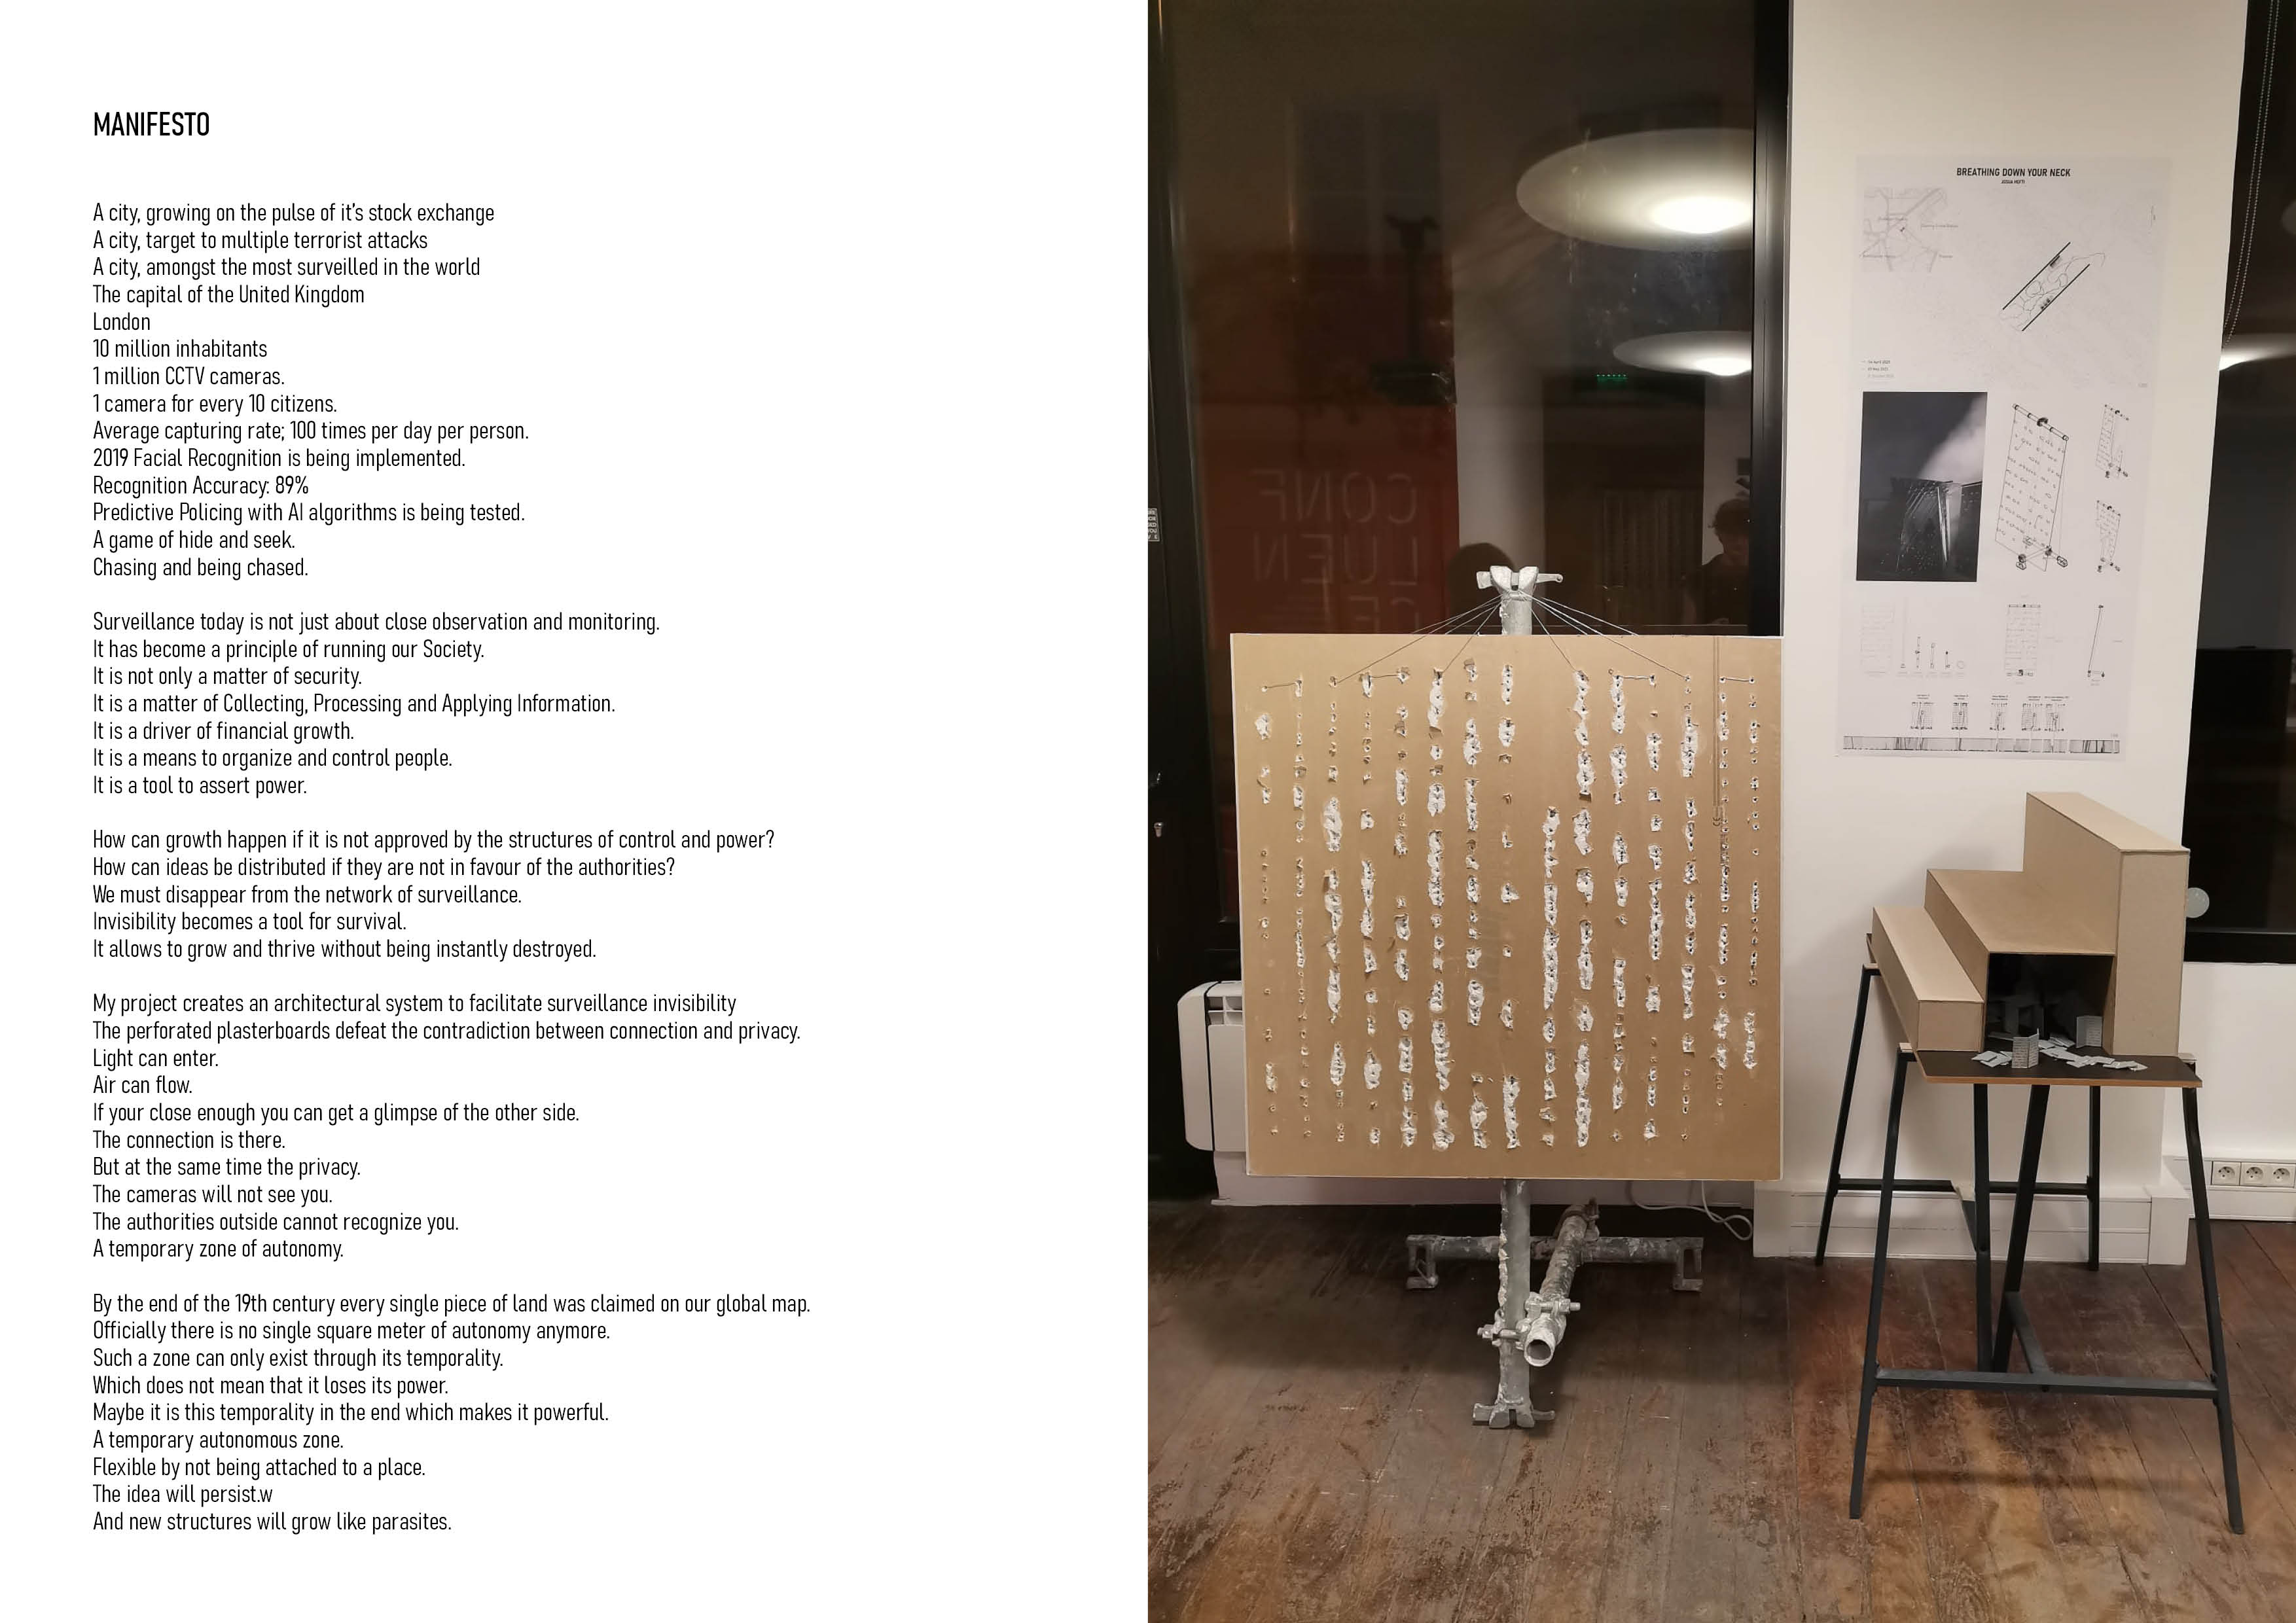 MANIFESTO
A city, growing on the pulse of it's stock exchange
A city, target to multiple terrorist attacks
A city, amongst the most surveilled in the world
The capital of the United Kingdom
London
10 million inhabitants
1 million CCTV cameras.
1 camera for every 10 citizens.
Average capturing rate; 100 times per day per person.
2019 Facial Recognition is being implemented.
Recognition Accuracy: 89%
Predictive Policing with AI algorithms is being tested.
A game of hide and seek.
Chasing and being chased.
Surveillance today is not just about close observation and monitoring.
It has become a principle of running our Society.
It is not only a matter of security.
It is a matter of Collecting, Processing and Applying Information.
It is a driver of financial growth.
It is a means to organize and control people.
It is a tool to assert power.
How can growth happen if it is not approved by the structures of control and power?
How can ideas be distributed if they are not in favour of the authorities?
We must disappear from the network of surveillance.
Invisibility becomes a tool for survival.
It allows to grow and thrive without being instantly destroyed.
My project creates an architectural system to facilitate surveillance invisibility
The perforated plasterboards defeat the contradiction between connection and privacy.
Light can enter.
Air can flow.
If your close enough you can get a glimpse of the other side.
The connection is there.
But at the same time the privacy.
The cameras will not see you.
The authorities outside cannot recognize you.
A temporary zone of autonomy.
By the end of the 19th century every single piece of land was claimed on our global map.
Officially there is no single square meter of autonomy anymore.
Such a zone can only exist through its temporality.
Which does not mean that it loses its power.
Maybe it is this temporality in the end which makes it powerful.
A temporary autonomous zone.
Flexible by not being attached to a place.
The idea will persist.w
And new structures will grow like parasites.
BREATHING DOWN YOUR NECK
CONF
LUEN
CE